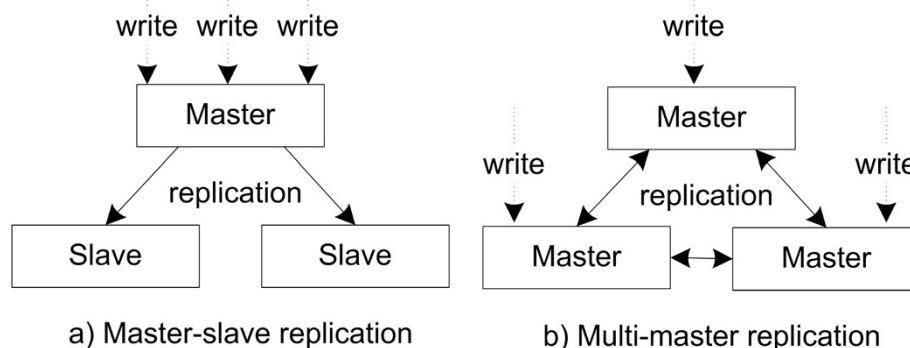 write write write
Master
replication
Slave Slave
a) Master-slave replication
write
Master
write write
replication
Master Master
b) Multi-master replication